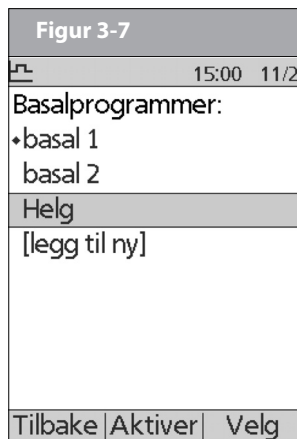 Figur 3-7
15:00 11/2
Basalprogrammer:
basal 1
basal 2
Helg
[legg til ny]
Tilbake|Aktiver| Velg